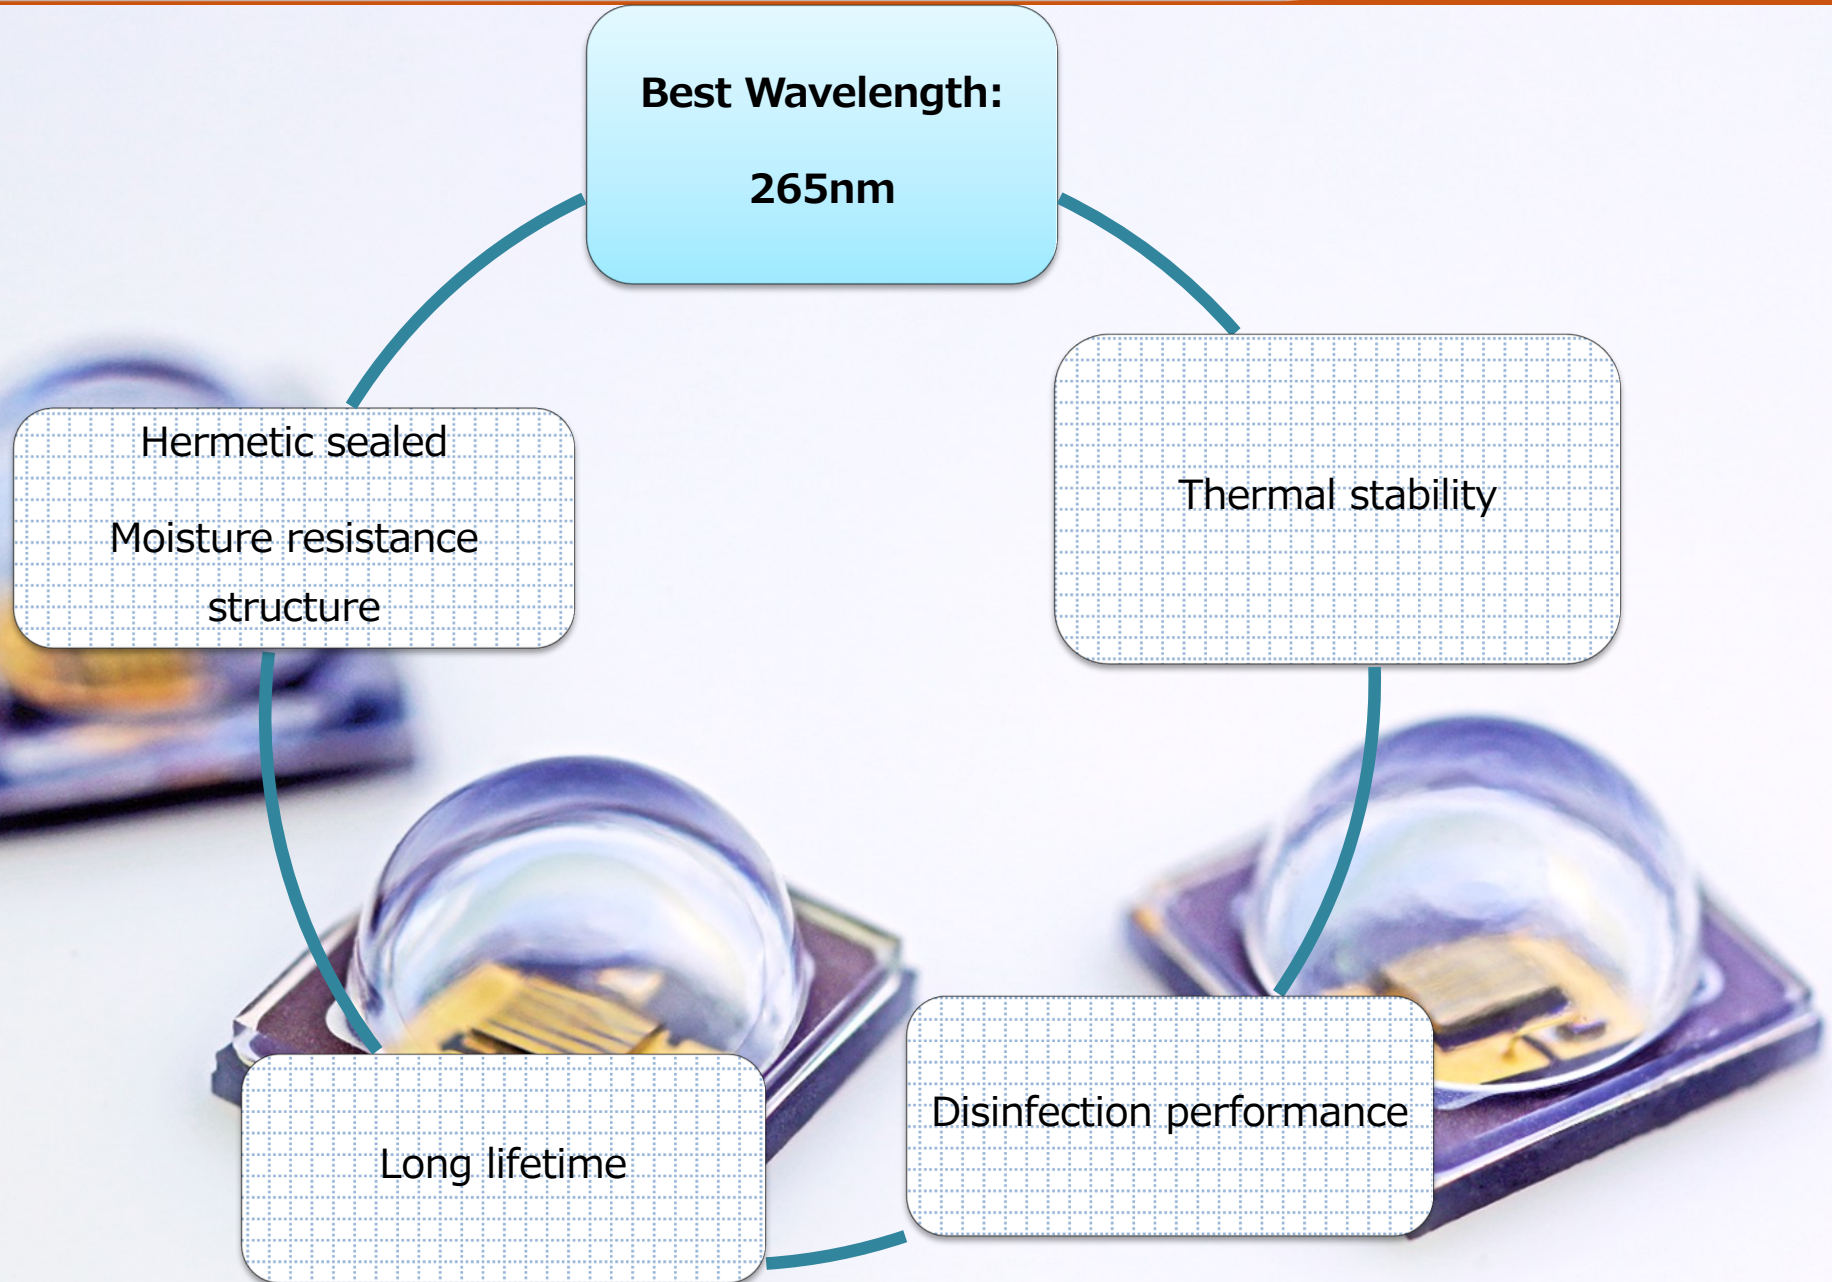 Best Wavelength:
265nm
Hermetic sealed
Moisture resistance
structure
Thermal stability
Long lifetime
Disinfection performance